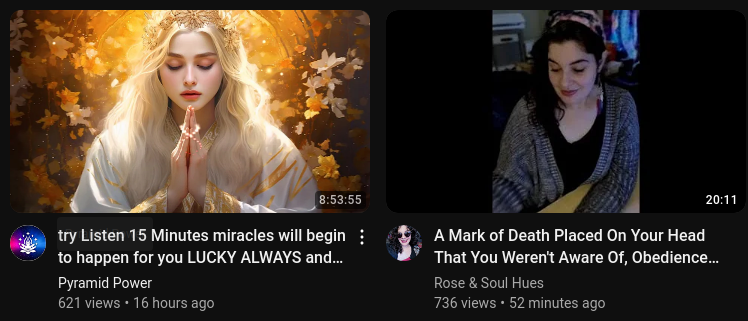 8:53:55
20:11
try Listen 15 Minutes miracles will begin
to happen for you LUCKY ALWAYS and...
Pyramid Power
621 views • 16 hours ago
A Mark of Death Placed On Your Head
That You Weren't Aware Of, Obedience...
Rose & Soul Hues
736 views • 52 minutes ago